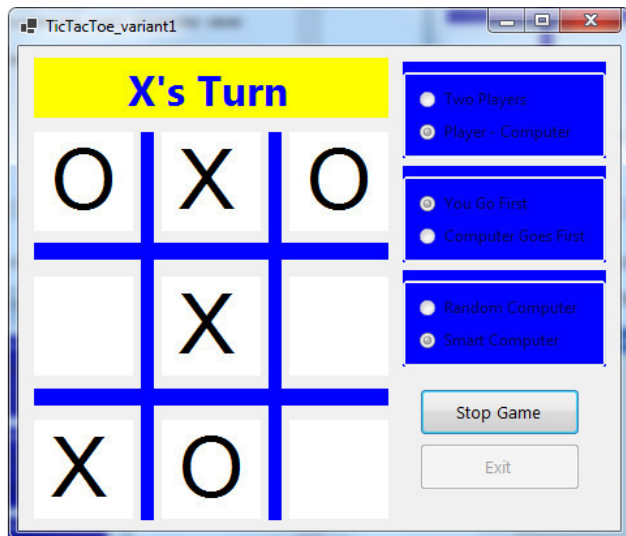 TicTacToe_variant1
X's Turn
O X O
X
X O
Two Players
Player - Computer
You Go First
Computer Goes First
Random Computer
Smart Computer
Stop Game
Exit